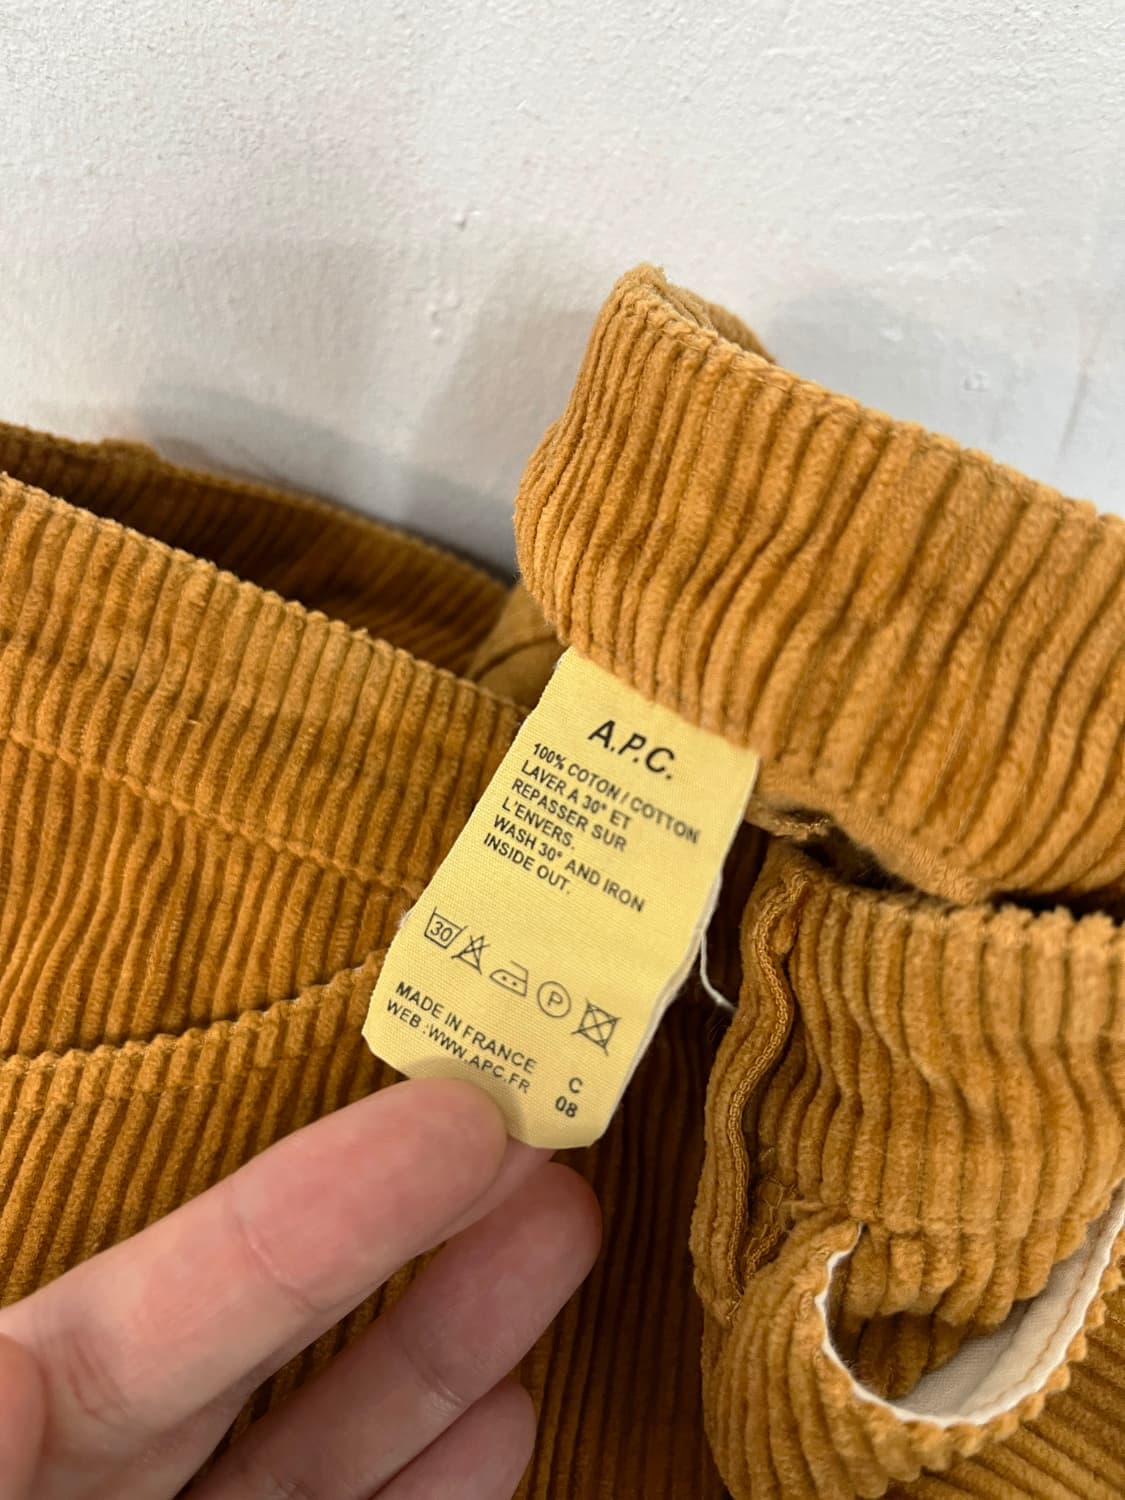 A.P.C.
100% COTON / COTTON
LAVER A 30° ET
REPASSER SUR
L'ENVERS.
WASH 30° AND IRON
INSIDE OUT.
30
P
MADE IN FRANCE
WEB :WWW.APC.FR
C
08